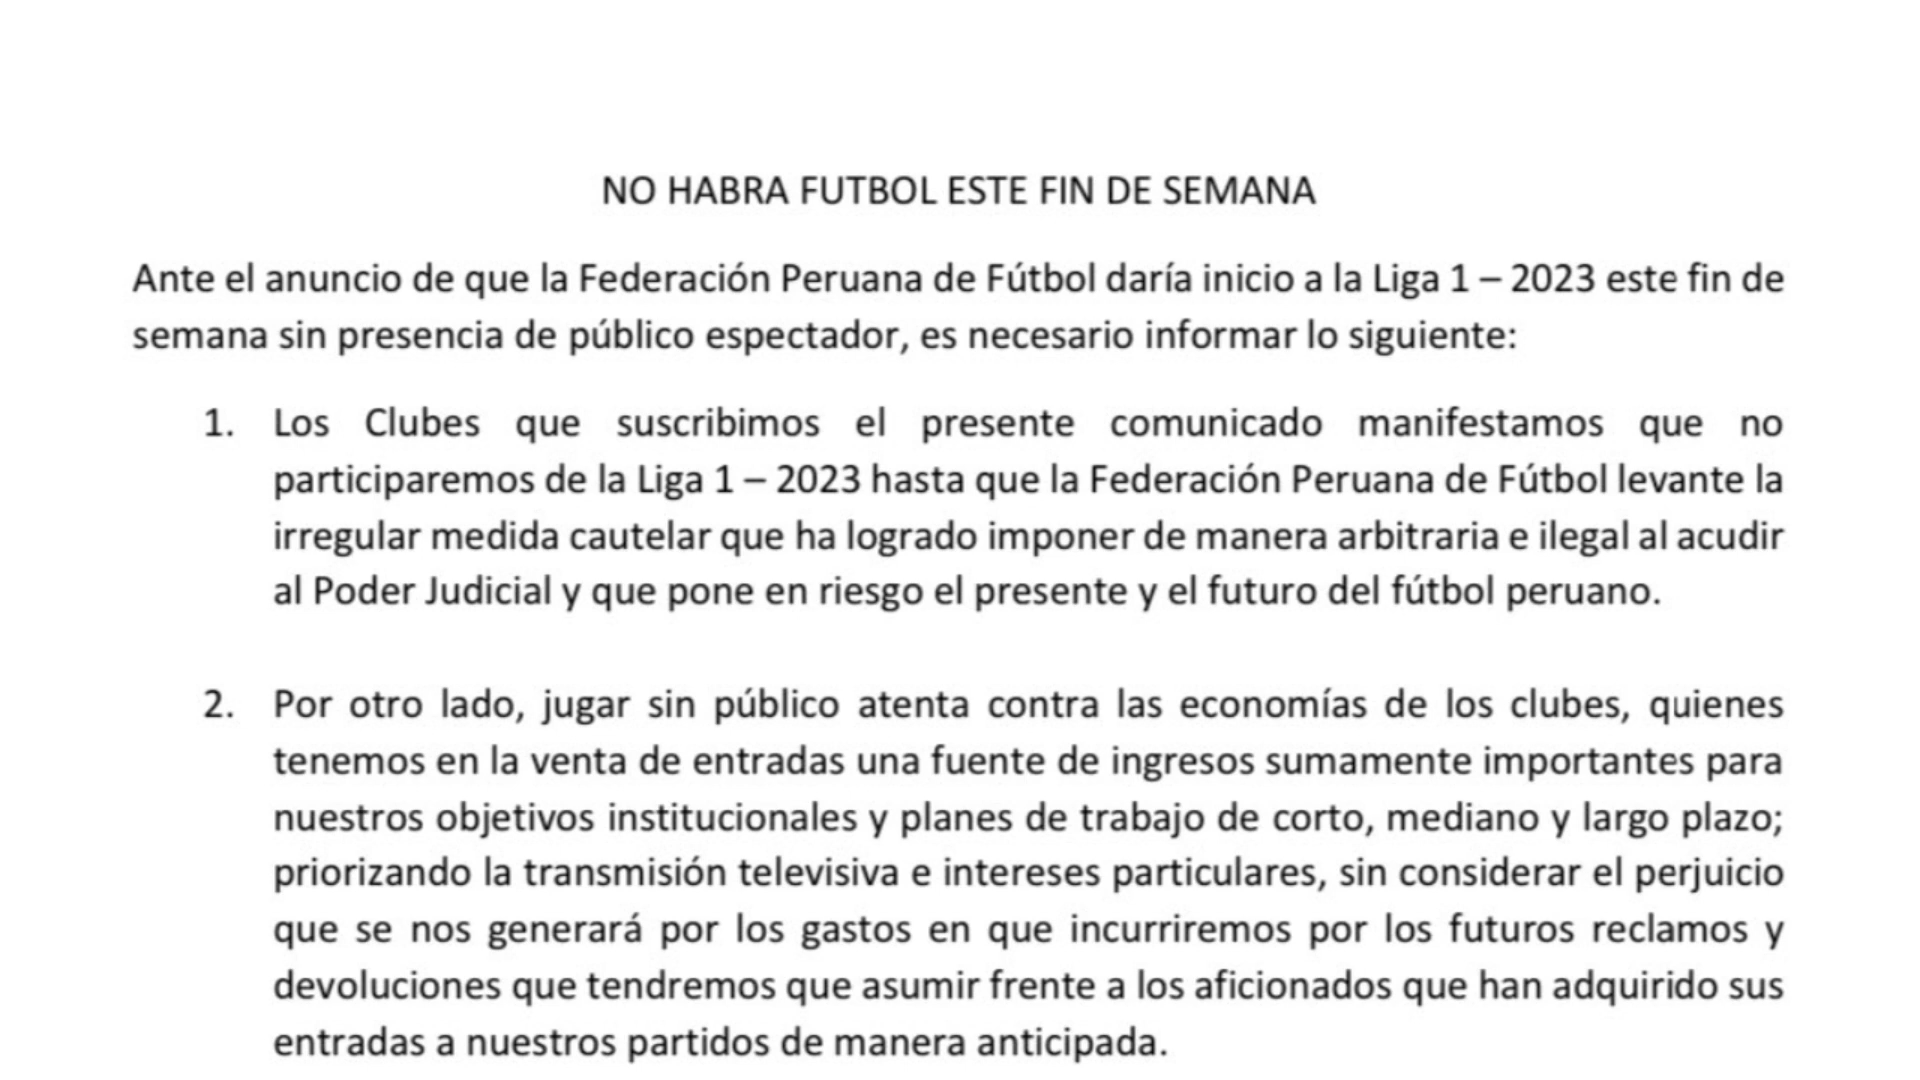 NO HABRA FUTBOL ESTE FIN DE SEMANA
Ante el anuncio de que la Federación Peruana de Fútbol daría inicio a la Liga 1 – 2023 este fin de
semana sin presencia de público espectador, es necesario informar lo siguiente:
1. Los Clubes que suscribimos el presente comunicado manifestamos que no
participaremos de la Liga 1 – 2023 hasta que la Federación Peruana de Fútbol levante la
irregular medida cautelar que ha logrado imponer de manera arbitraria e ilegal al acudir
al Poder Judicial y que pone en riesgo el presente y el futuro del fútbol peruano.
2. Por otro lado, jugar sin público atenta contra las economías de los clubes, quienes
tenemos en la venta de entradas una fuente de ingresos sumamente importantes para
nuestros objetivos institucionales y planes de trabajo de corto, mediano y largo plazo;
priorizando la transmisión televisiva e intereses particulares, sin considerar el perjuicio
que se nos generará por los gastos en que incurriremos por los futuros reclamos y
devoluciones que tendremos que asumir frente a los aficionados que han adquirido sus
entradas a nuestros partidos de manera anticipada.